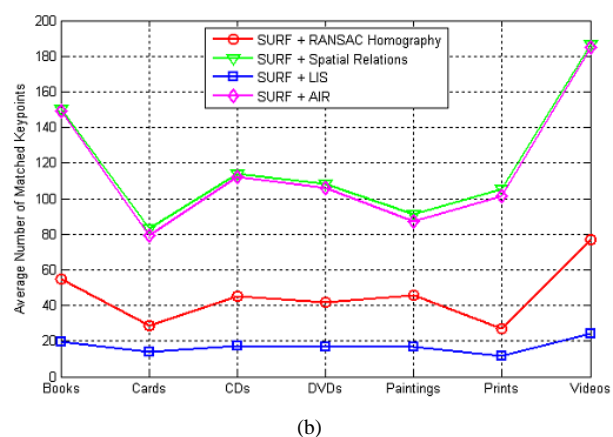 200
180
160
140
120
100
80
60
40
20
0
Average Number of Matched Keypoints
SURF + RANSAC Homography
SURF + Spatial Relations
SURF + LIS
SURF + AIR
Books Cards CDs DVDs Paintings Prints Videos
(b)